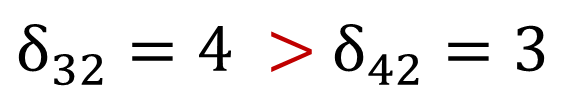 δ₃₂ = 4 > δ₄₂ = 3